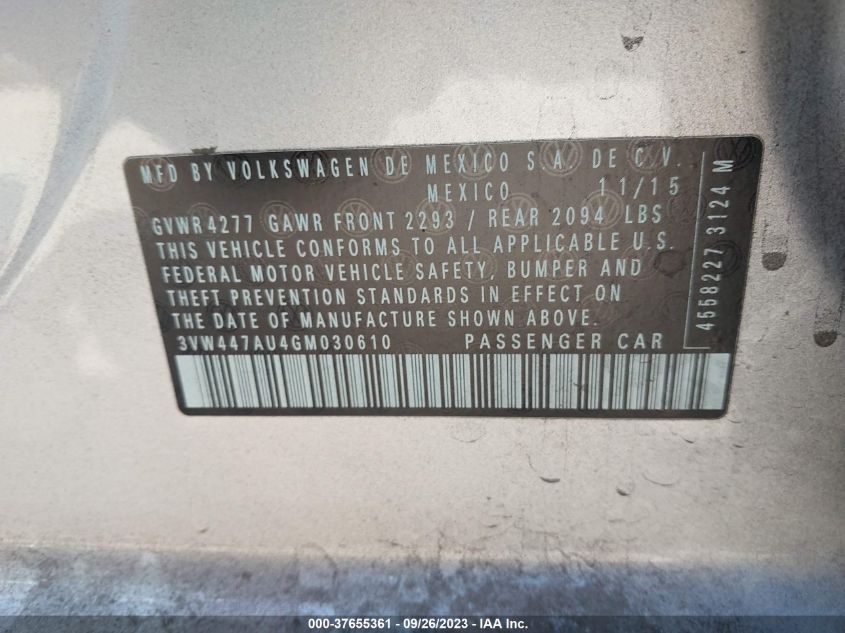 MFD BY VOLKSWAGEN DE MEXICO S.A. DE C.V.
MEXICO 11/15
GVWR 4277 GAWR FRONT 2293 / REAR 2094 LBS
THIS VEHICLE CONFORMS TO ALL APPLICABLE U.S.
FEDERAL MOTOR VEHICLE SAFETY, BUMPER AND
THEFT PREVENTION STANDARDS IN EFFECT ON
THE DATE OF MANUFACTURE SHOWN ABOVE.
3VW447AU4GM030610 PASSENGER CAR
4558227 3124 M
000-37655361 - 09/26/2023 - IAA Inc.